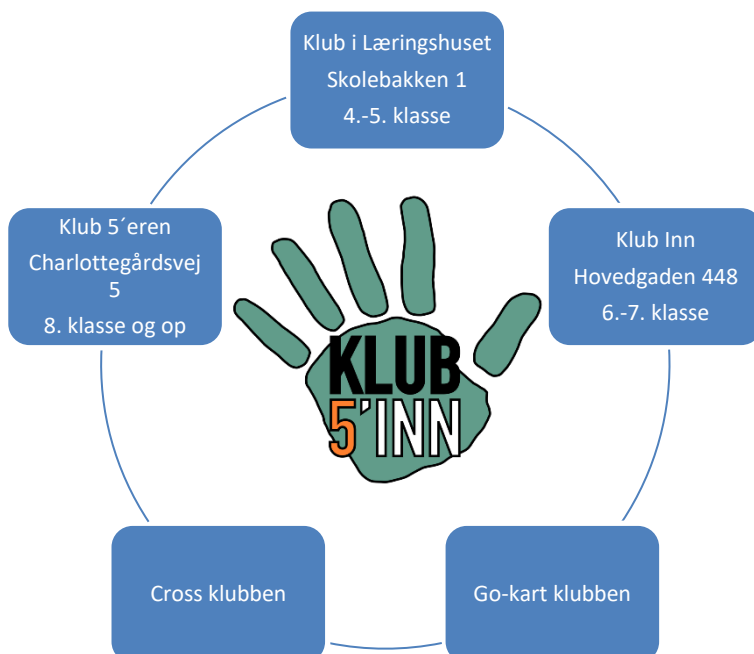 Klub i Læringshuset
Skolebakken 1
4.-5. klasse
Klub 5´eren
Charlottegårdsvej
5
8. klasse og op
Klub Inn
Hovedgaden 448
6.-7. klasse
KLUB
5'INN
Cross klubben
Go-kart klubben